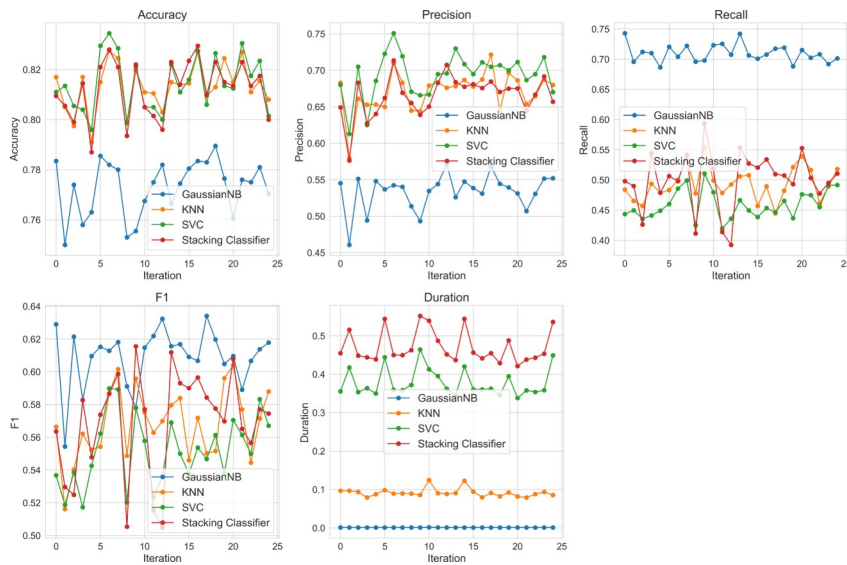 Accuracy
0.82
0.80
0.78
0.76
Accuracy
GaussianNB
KNN
SVC
Stacking Classifier
0 5 10 15 20 25
Iteration
Precision
0.75
0.70
0.65
0.60
0.55
0.50
0.45
Precision
GaussianNB
KNN
SVC
Stacking Classifier
0 5 10 15 20 25
Iteration
Recall
0.75
0.70
0.65
0.60
0.55
0.50
0.45
0.40
Recall
GaussianNB
KNN
SVC
Stacking Classifier
0 5 10 15 20 25
Iteration
F1
0.64
0.62
0.60
0.58
0.56
0.54
0.52
0.50
F1
GaussianNB
KNN
SVC
Stacking Classifier
0 5 10 15 20 25
Iteration
Duration
0.5
0.4
0.3
0.2
0.1
0.0
Duration
GaussianNB
KNN
SVC
Stacking Classifier
0 5 10 15 20 25
Iteration